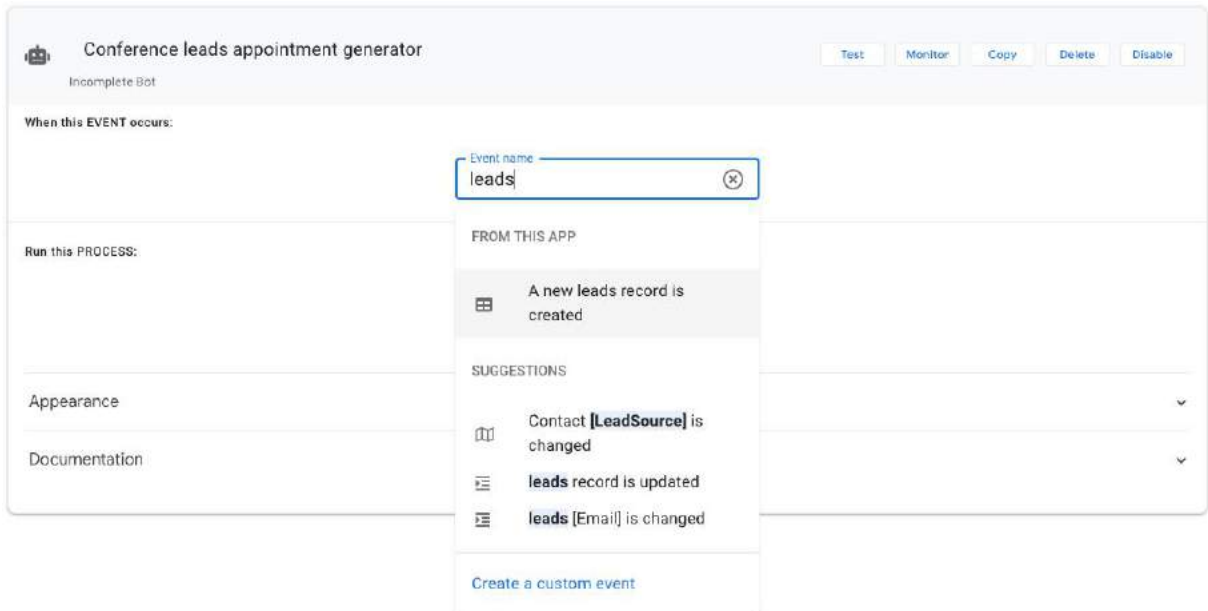 Conference leads appointment generator
Test Monitor Copy Delete Disable
Incomplete Bot
When this EVENT occurs:
Event name
leads
FROM THIS APP
Run this PROCESS:
A new leads record is
created
SUGGESTIONS
Appearance
Contact [LeadSource] is
changed
Documentation
leads record is updated
leads [Email] is changed
Create a custom event